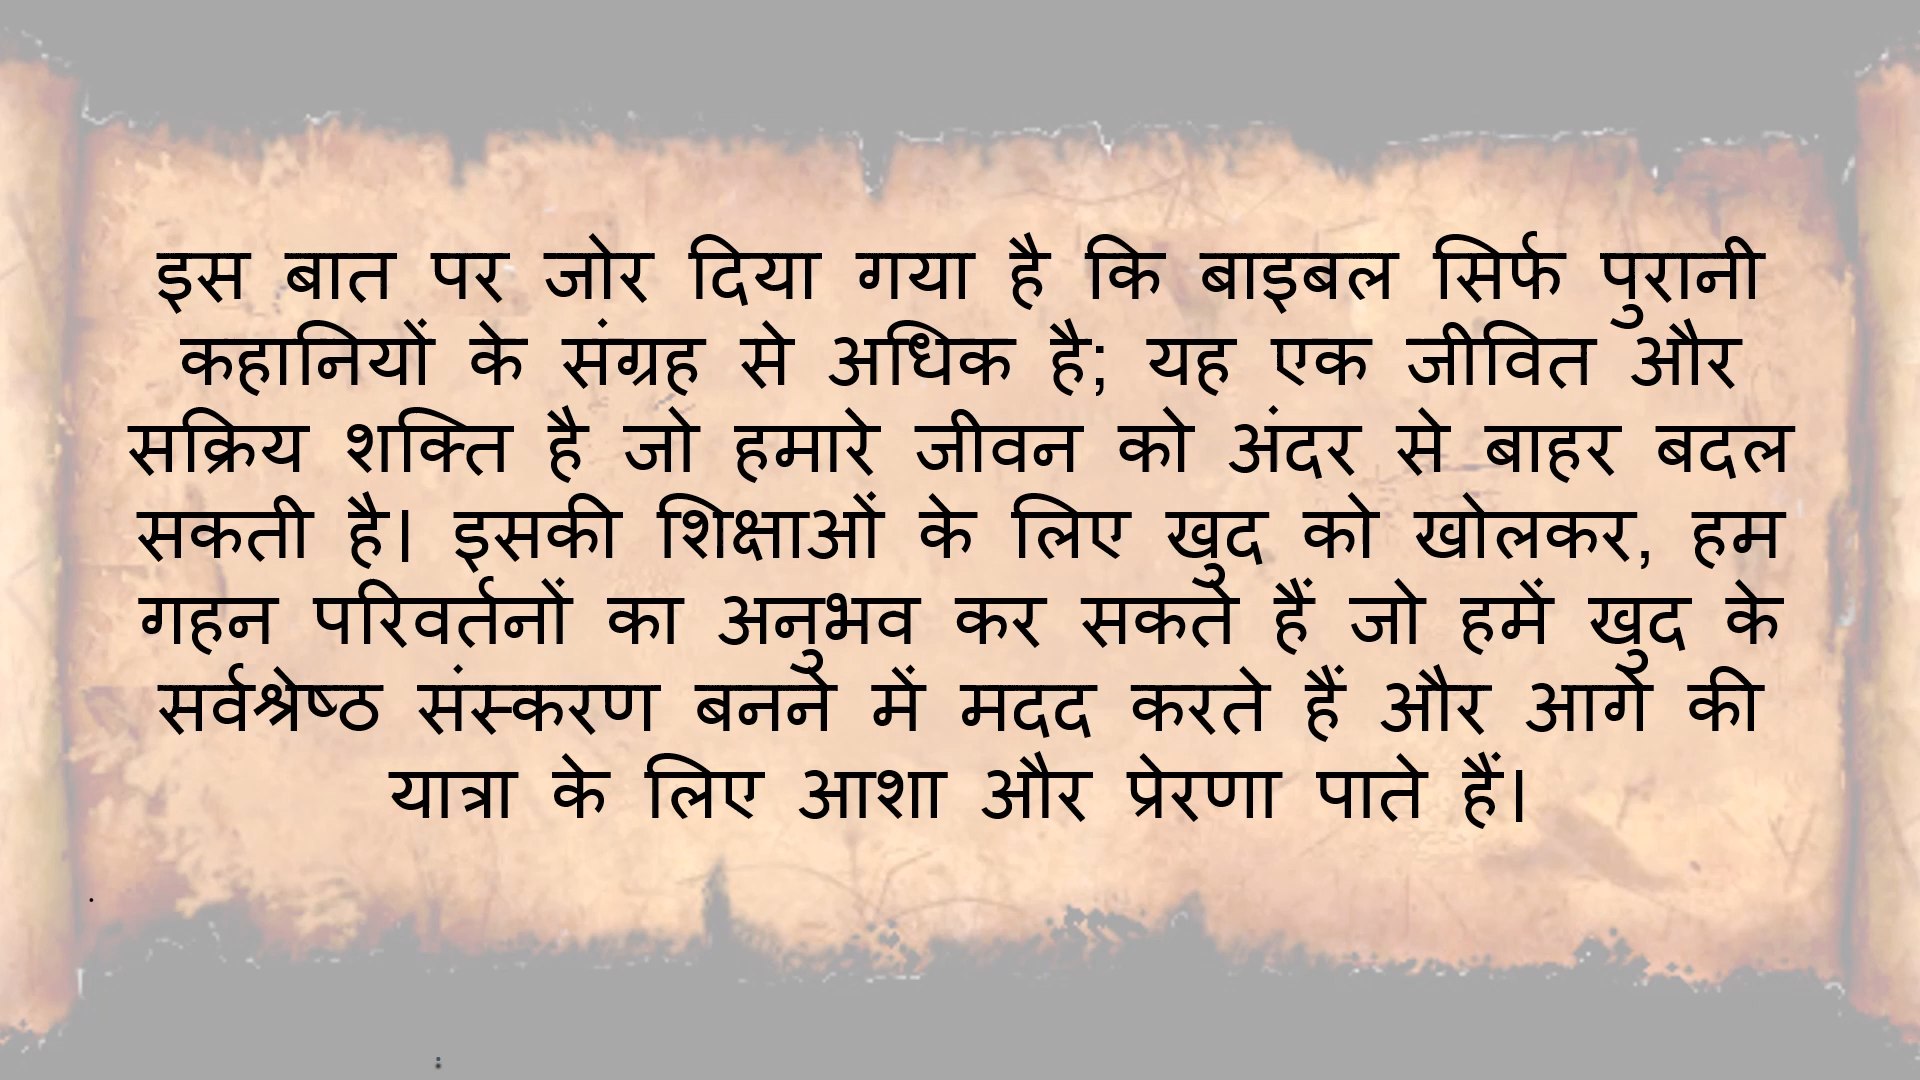 इस बात पर जोर दिया गया है कि बाइबल सिर्फ पुरानी
कहानियों के संग्रह से अधिक है; यह एक जीवित और
सक्रिय शक्ति है जो हमारे जीवन को अंदर से बाहर बदल
सकती है। इसकी शिक्षाओं के लिए खुद को खोलकर, हम
गहन परिवर्तनों का अनुभव कर सकते हैं जो हमें खुद के
सर्वश्रेष्ठ संस्करण बनने में मदद करते हैं और आगे की
यात्रा के लिए आशा और प्रेरणा पाते हैं।
.
: